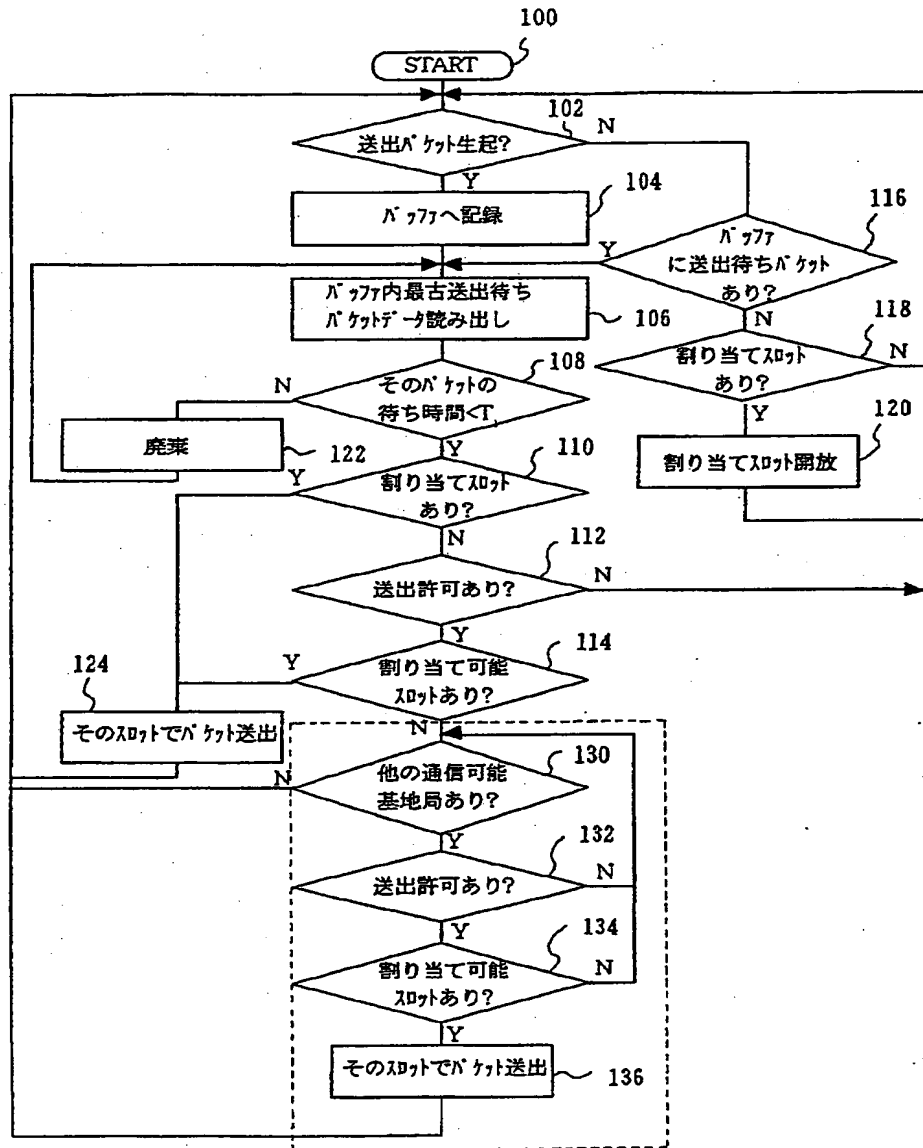 100
START
102
N
送出パケット生起?
Y
104
バッファへ記録
116
Y
バッファ
に送出待ちパケット
あり?
バッファ内最古送出待ち
パケットデータ読み出し
106
N
118
108
N
割り当てスロット
あり?
N
そのパケットの
待ち時間<T
Y
120
廃棄
122
Y
110
割り当てスロット開放
Y
割り当てスロット
あり?
N
112
送出許可あり?
N
Y
124
114
Y
割り当て可能
スロットあり?
そのスロットでパケット送出
N
130
N
他の通信可能
基地局あり?
Y
132
送出許可あり?
N
Y
134
割り当て可能
スロットあり?
N
Y
そのスロットでパケット送出
136